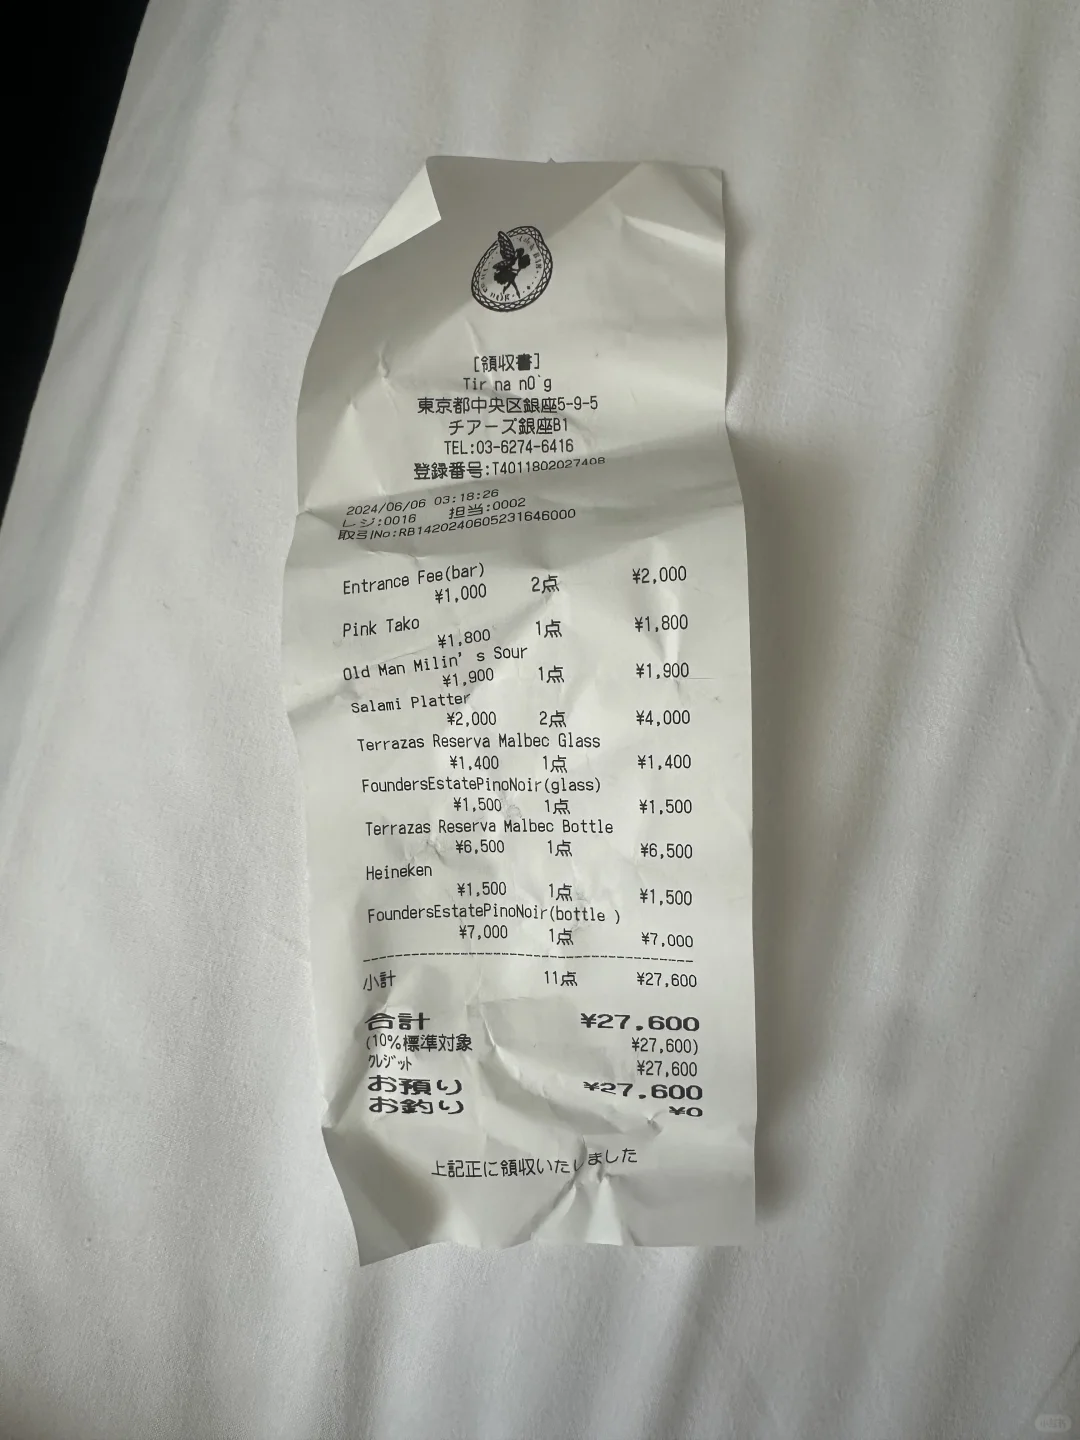 [領収書]
Tir na nO`g
東京都中央区銀座5-9-5
チアーズ銀座B1
TEL:03-6274-6416
登録番号:T4011802027408
2024/06/06 03:18:26
レジ:0016 担当:0002
取引No:RB1420240605231646000
Entrance Fee(bar)
¥1,000 2点 ¥2,000
Pink Tako
¥1,800 1点 ¥1,800
Old Man Milin's Sour
¥1,900 1点 ¥1,900
Salami Platter
¥2,000 2点 ¥4,000
Terrazas Reserva Malbec Glass
¥1,400 1点 ¥1,400
FoundersEstatePinoNoir(glass)
¥1,500 1点 ¥1,500
Terrazas Reserva Malbec Bottle
¥6,500 1点 ¥6,500
Heineken
¥1,500 1点 ¥1,500
FoundersEstatePinoNoir(bottle )
¥7,000 1点 ¥7,000
小計 11点 ¥27,600
合計 ¥27,600
(10%標準対象 ¥27,600)
ｸﾚｼﾞｯﾄ ¥27,600
お預り ¥27,600
お釣り ¥0
上記正に領収いたしました